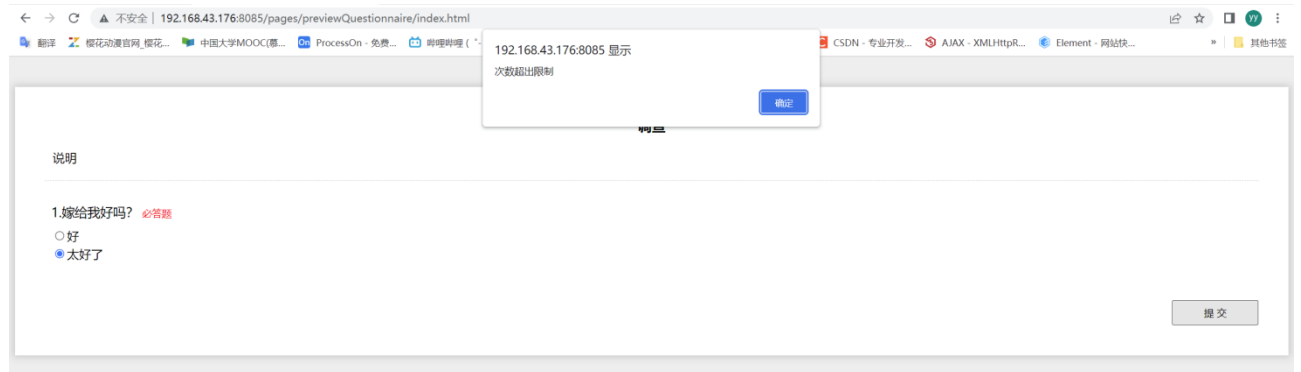 不安全 | 192.168.43.176:8085/pages/previewQuestionnaire/index.html
yy
翻译 樱花动漫官网_樱花... 中国大学MOOC(慕... On ProcessOn - 免费... 哔哩哔哩 ( ゜- CSDN - 专业开发... AJAX - XMLHttpR... Element - 网站快... » 其他书签
192.168.43.176:8085 显示
次数超出限制
确定
说明
1.嫁给我好吗? 必答题
好
太好了
提 交